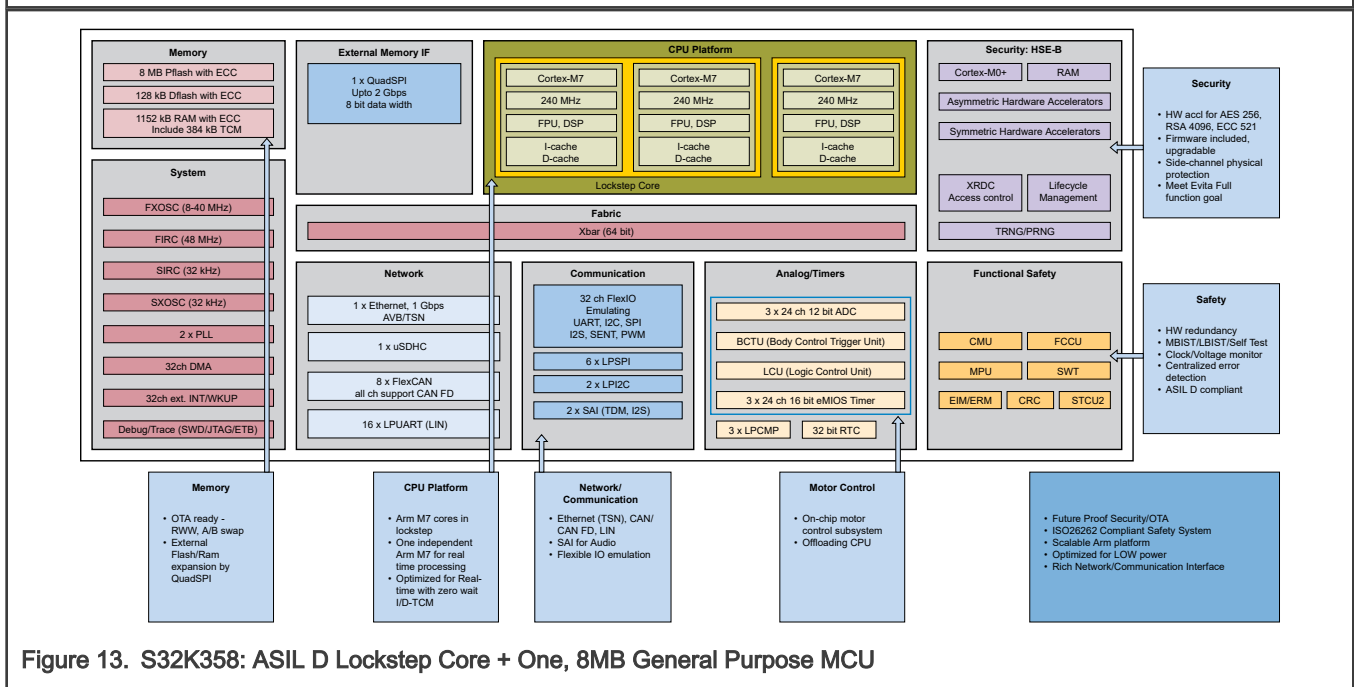 Memory
8 MB Pflash with ECC
128 kB Dflash with ECC
1152 kB RAM with ECC
Include 384 kB TCM
System
FXOSC (8-40 MHz)
FIRC (48 MHz)
SIRC (32 kHz)
SXOSC (32 kHz)
2 x PLL
32ch DMA
32ch ext. INT/WKUP
Debug/Trace (SWD/JTAG/ETB)
External Memory IF
1 x QuadSPI
Upto 2 Gbps
8 bit data width
CPU Platform
Cortex-M7
240 MHz
FPU, DSP
I-cache
D-cache
Cortex-M7
240 MHz
FPU, DSP
I-cache
D-cache
Cortex-M7
240 MHz
FPU, DSP
I-cache
D-cache
Lockstep Core
Fabric
Xbar (64 bit)
Network
1 x Ethernet, 1 Gbps
AVB/TSN
1 x uSDHC
8 x FlexCAN
all ch support CAN FD
16 x LPUART (LIN)
Communication
32 ch FlexIO
Emulating
UART, I2C, SPI
I2S, SENT, PWM
6 x LPSPI
2 x LPI2C
2 x SAI (TDM, I2S)
Analog/Timers
3 x 24 ch 12 bit ADC
BCTU (Body Control Trigger Unit)
LCU (Logic Control Unit)
3 x 24 ch 16 bit eMIOS Timer
3 x LPCMP
32 bit RTC
Security: HSE-B
Cortex-M0+
RAM
Asymmetric Hardware Accelerators
Symmetric Hardware Accelerators
XRDC
Access control
Lifecycle
Management
TRNG/PRNG
Functional Safety
CMU
FCCU
MPU
SWT
EIM/ERM
CRC
STCU2
Security
• HW accl for AES 256,
RSA 4096, ECC 521
• Firmware included,
upgradable
• Side-channel physical
protection
• Meet Evita Full
function goal
Safety
• HW redundancy
• MBIST/LBIST/Self Test
• Clock/Voltage monitor
• Centralized error
detection
• ASIL D compliant
Memory
• OTA ready -
RWW, A/B swap
• External
Flash/Ram
expansion by
QuadSPI
CPU Platform
• Arm M7 cores in
lockstep
• One independent
Arm M7 for real
time processing
• Optimized for Real-
time with zero wait
I/D-TCM
Network/
Communication
• Ethernet (TSN), CAN/
CAN FD, LIN
• SAI for Audio
• Flexible IO emulation
Motor Control
• On-chip motor
control subsystem
• Offloading CPU
• Future Proof Security/OTA
• ISO26262 Compliant Safety System
• Scalable Arm platform
• Optimized for LOW power
• Rich Network/Communication Interface
Figure 13. S32K358: ASIL D Lockstep Core + One, 8MB General Purpose MCU